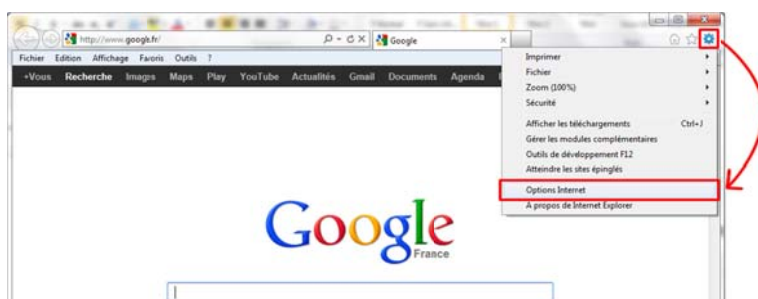 http://www.google.fr/
Google
Fichier Edition Affichage Favoris Outils ?
+Vous Recherche Images Maps Play YouTube Actualités Gmail Documents Agenda
Imprimer
Fichier
Zoom (100%)
Sécurité
Afficher les téléchargements Ctrl+J
Gérer les modules complémentaires
Outils de développement F12
Atteindre les sites épinglés
Options Internet
A propos de Internet Explorer
Google
France